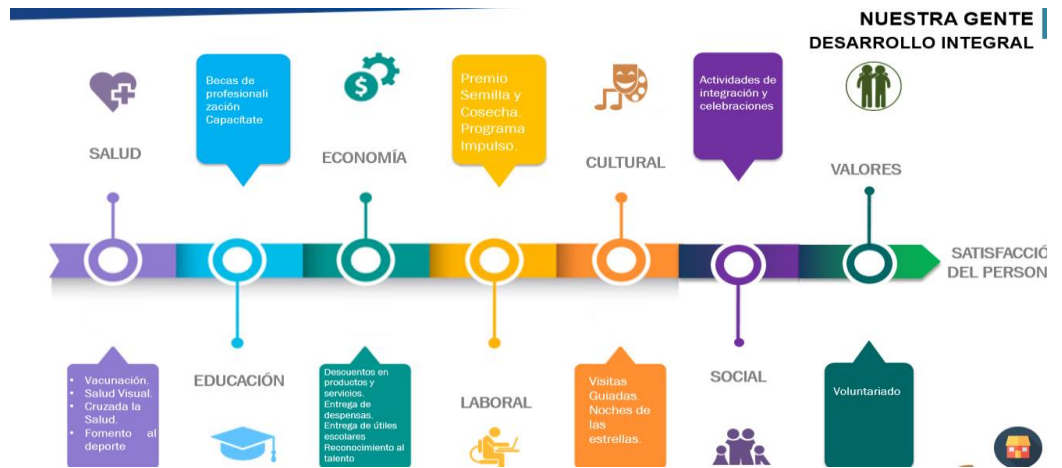 NUESTRA GENTE
DESARROLLO INTEGRAL
SALUD
Becas de
profesionali
zación
Capacítate
ECONOMÍA
Premio
Semilla y
Cosecha.
Programa
Impulso.
CULTURAL
Actividades de
integración y
celebraciones
VALORES
SATISFACCIÓ
DEL PERSON
• Vacunación.
• Salud Visual.
• Cruzada la
Salud.
• Fomento al
deporte
EDUCACIÓN
Descuentos en
productos y
servicios.
Entrega de
despensas.
Entrega de útiles
escolares
Reconocimiento al
talento
LABORAL
Visitas
Guiadas.
Noches de
las
estrellas.
SOCIAL
Voluntariado